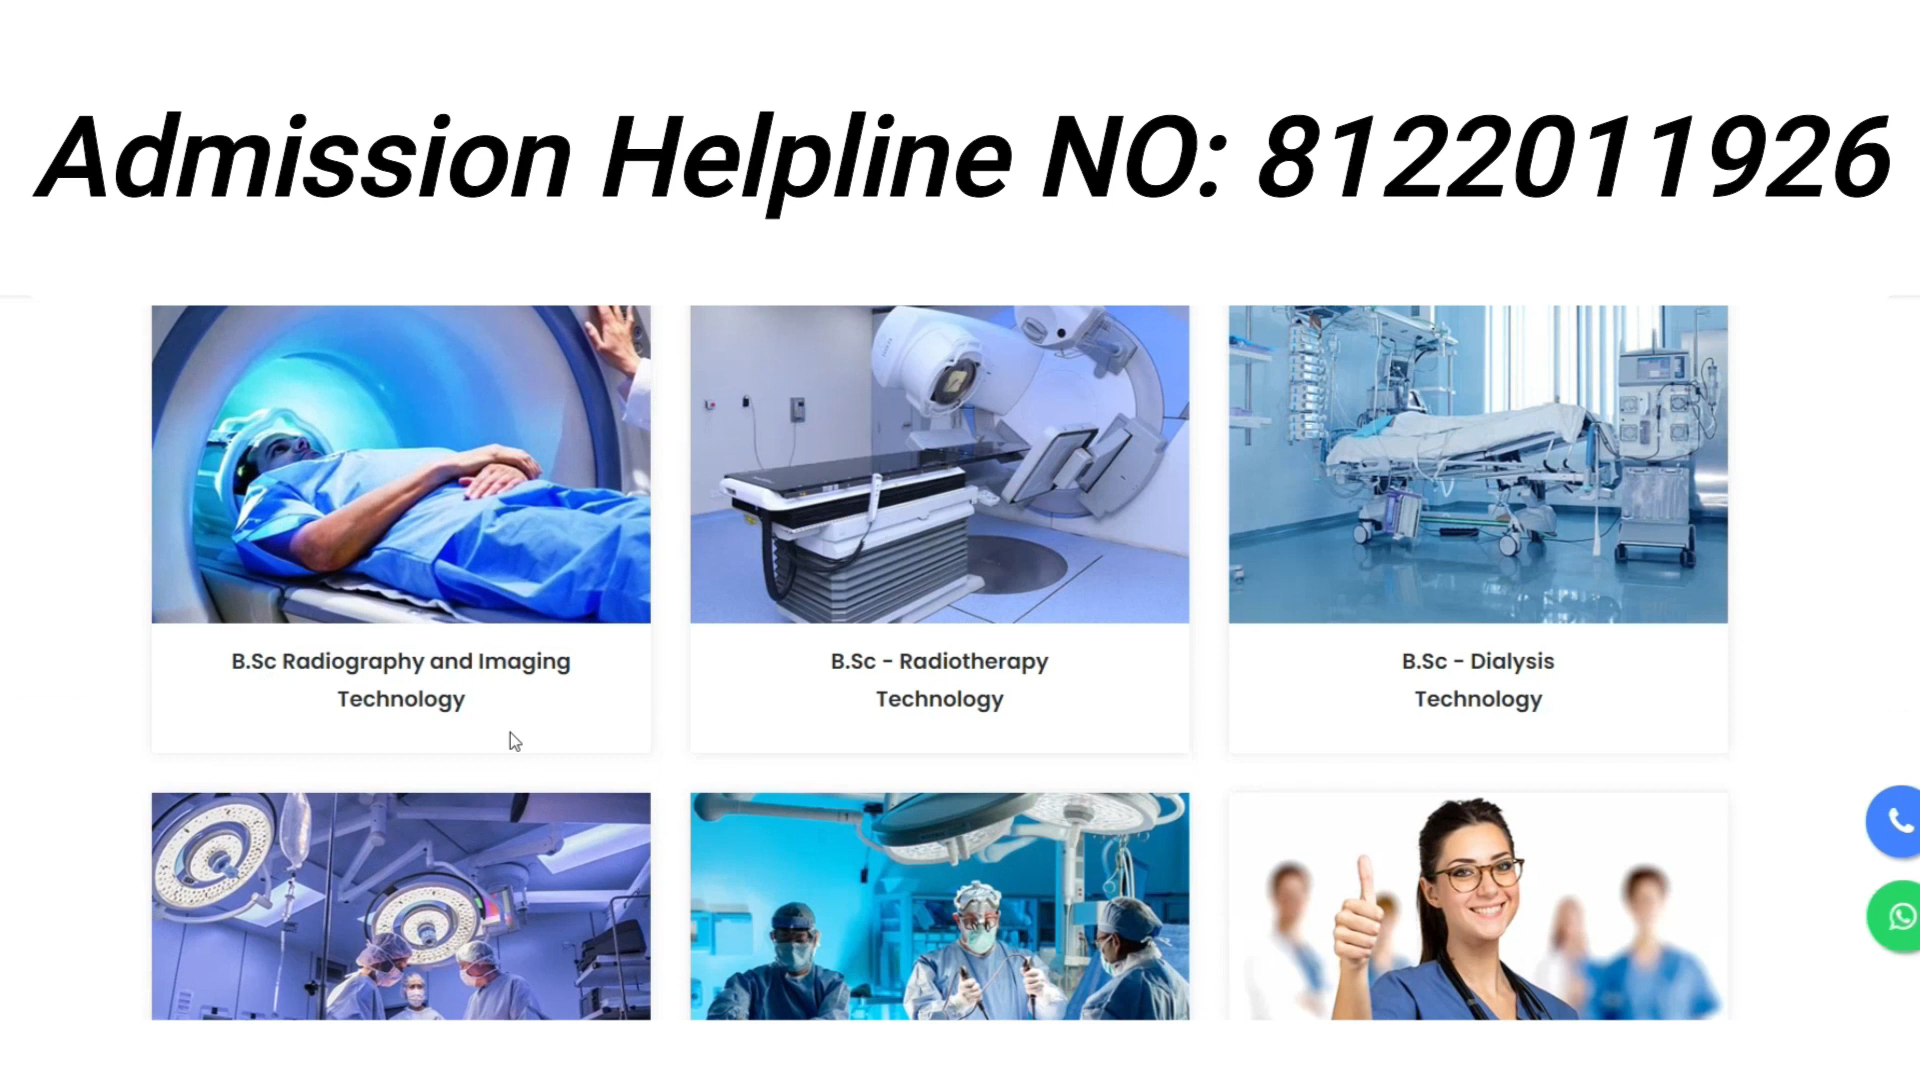 Admission Helpline NO: 8122011926
B.Sc Radiography and Imaging
Technology
B.Sc - Radiotherapy
Technology
B.Sc - Dialysis
Technology